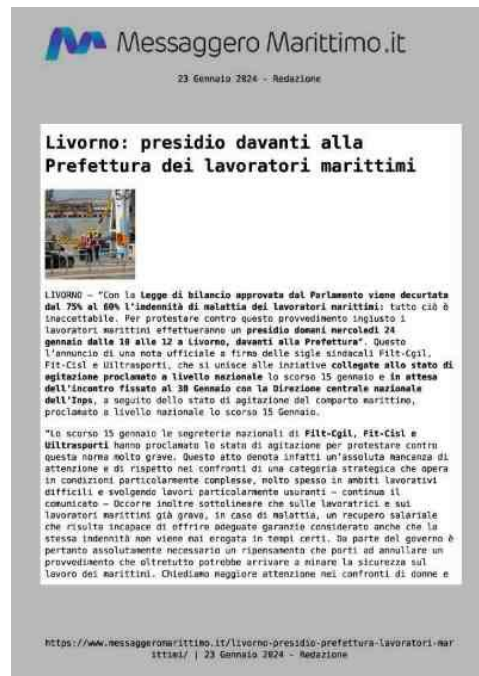 Messaggero Marittimo.it
23 Gennaio 2024 - Redazione
Livorno: presidio davanti alla
Prefettura dei lavoratori marittimi
LIVORNO – "Con la Legge di bilancio approvata dal Parlamento viene decurtata
dal 75% al 60% l'indennità di malattia dei lavoratori marittimi: tutto ciò è
inaccettabile. Per protestare contro questo provvedimento ingiusto i
lavoratori marittimi effettueranno un presidio domani mercoledì 24
gennaio dalle 10 alle 12 a Livorno, davanti alla Prefettura". Questo
l'annuncio di una nota ufficiale a firma delle sigle sindacali Filt-Cgil,
Fit-Cisl e Uiltrasporti, che si unisce alle iniziative collegate allo stato di
agitazione proclamato a livello nazionale lo scorso 15 gennaio e in attesa
dell'incontro fissato al 30 Gennaio con la Direzione centrale nazionale
dell'Inps, a seguito dello stato di agitazione del comparto marittimo,
proclamato a livello nazionale lo scorso 15 Gennaio.
"Lo scorso 15 gennaio le segreterie nazionali di Filt-Cgil, Fit-Cisl e
Uiltrasporti hanno proclamato lo stato di agitazione per protestare contro
questa norma molto grave. Questo atto denota infatti un'assoluta mancanza di
attenzione e di rispetto nei confronti di una categoria strategica che opera
in condizioni particolarmente complesse, molto spesso in ambiti lavorativi
difficili e svolgendo lavori particolarmente usuranti – continua il
comunicato – Occorre inoltre sottolineare che sulle lavoratrici e sui
lavoratori marittimi già grava, in caso di malattia, un recupero salariale
che risulta incapace di offrire adeguate garanzie considerato anche che la
stessa indennità non viene mai erogata in tempi certi. Da parte del governo è
pertanto assolutamente necessario un ripensamento che porti ad annullare un
provvedimento che oltretutto potrebbe arrivare a minare la sicurezza sul
lavoro dei marittimi. Chiediamo maggiore attenzione nei confronti di donne e
https://www.messaggeromarittimo.it/livorno-presidio-prefettura-lavoratori-mar
ittimi/ | 23 Gennaio 2024 - Redazione